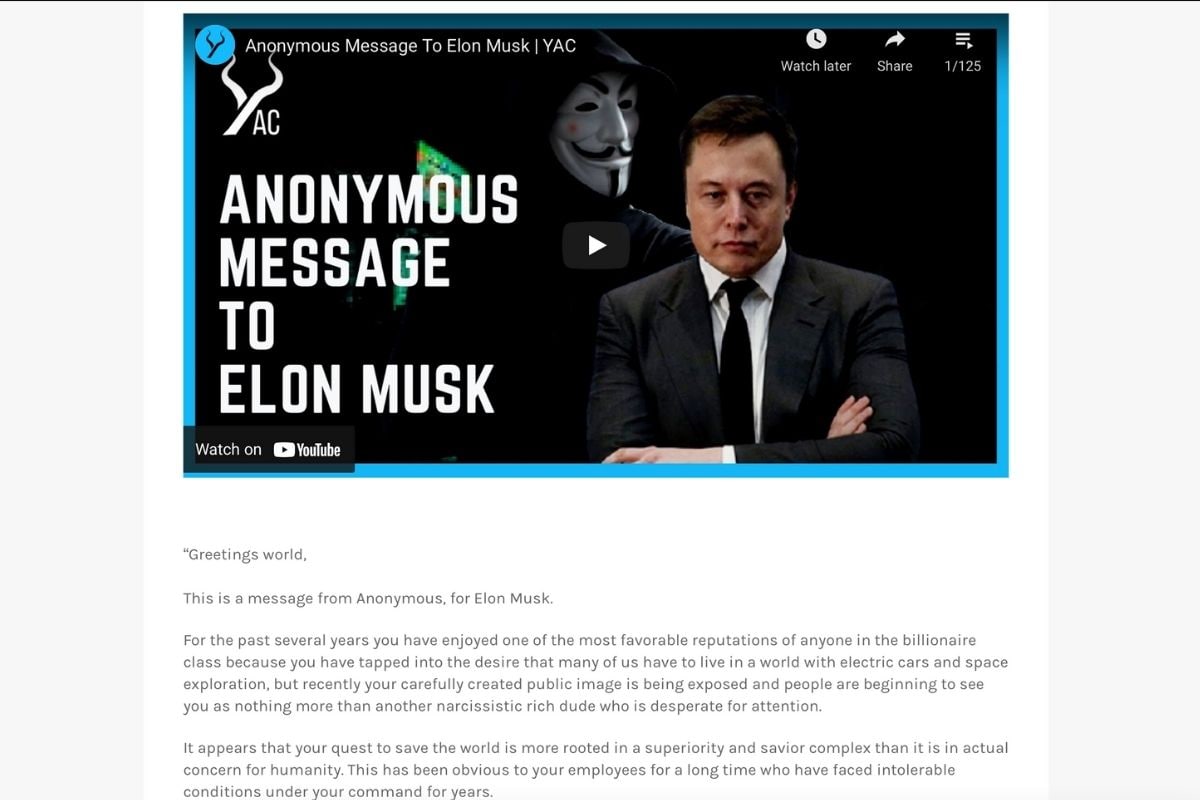 Anonymous Message To Elon Musk | YAC
Watch later
Share
1/125
YAC
ANONYMOUS
MESSAGE
TO
ELON MUSK
Watch on YouTube
“Greetings world,
This is a message from Anonymous, for Elon Musk.
For the past several years you have enjoyed one of the most favorable reputations of anyone in the billionaire
class because you have tapped into the desire that many of us have to live in a world with electric cars and space
exploration, but recently your carefully created public image is being exposed and people are beginning to see
you as nothing more than another narcissistic rich dude who is desperate for attention.
It appears that your quest to save the world is more rooted in a superiority and savior complex than it is in actual
concern for humanity. This has been obvious to your employees for a long time who have faced intolerable
conditions under your command for years.